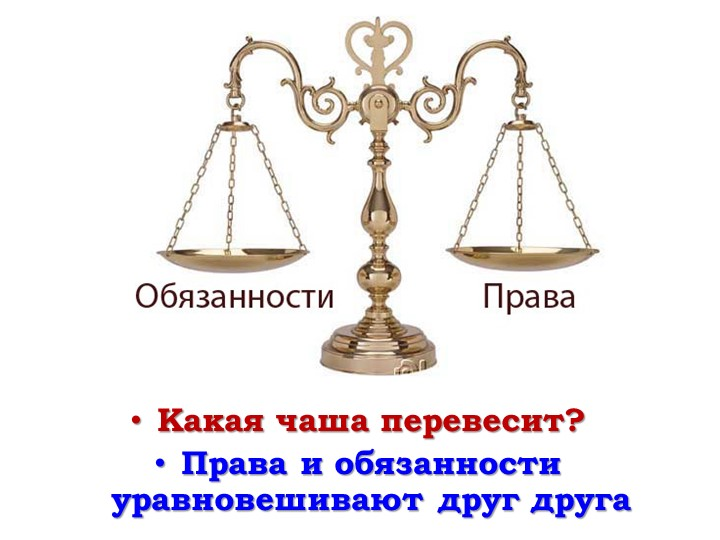 Обязанности Права
• Какая чаша перевесит?
• Права и обязанности
уравновешивают друг друга